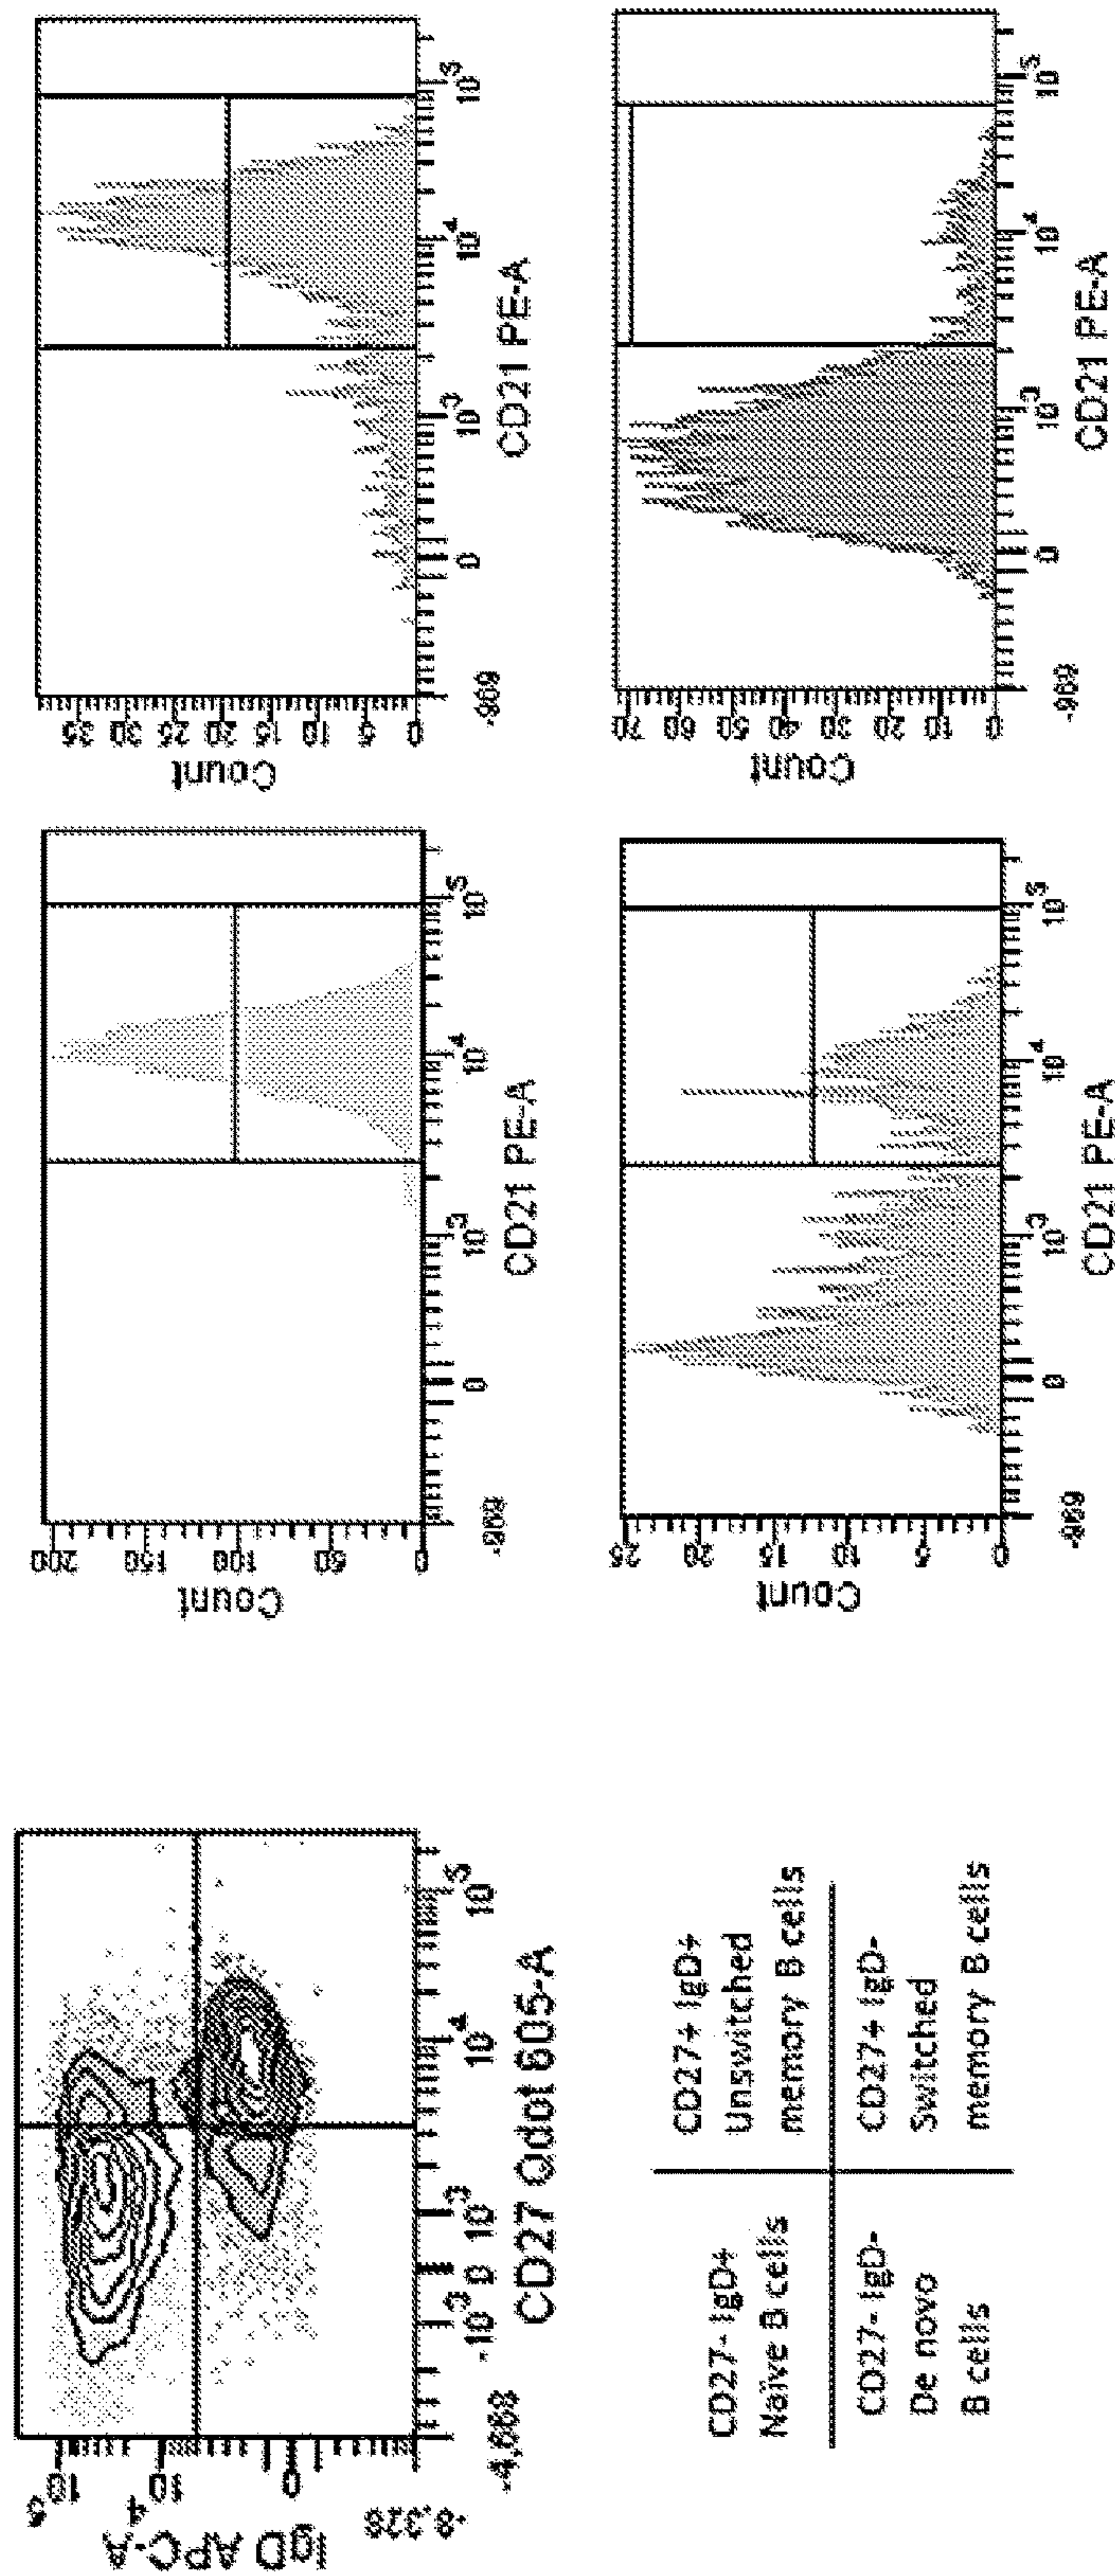 IgD APC-A
10^5
10^4
0
-8,328
-4,668
-10^3 0 10^3 10^4 10^5
CD27 Qdot 605-A
CD27- IgD+
Naïve B cells
CD27+ IgD+
Unswitched
memory B cells
CD27- IgD-
De novo
B cells
CD27+ IgD-
Switched
memory B cells
Count
200
150
100
50
0
-969
0 10^3 10^4 10^5
CD21 PE-A
Count
35
30
25
20
15
10
5
0
-969
0 10^3 10^4 10^5
CD21 PE-A
Count
25
20
15
10
5
0
-969
0 10^3 10^4 10^5
CD21 PE-A
Count
70
60
50
40
30
20
10
0
-969
0 10^3 10^4 10^5
CD21 PE-A